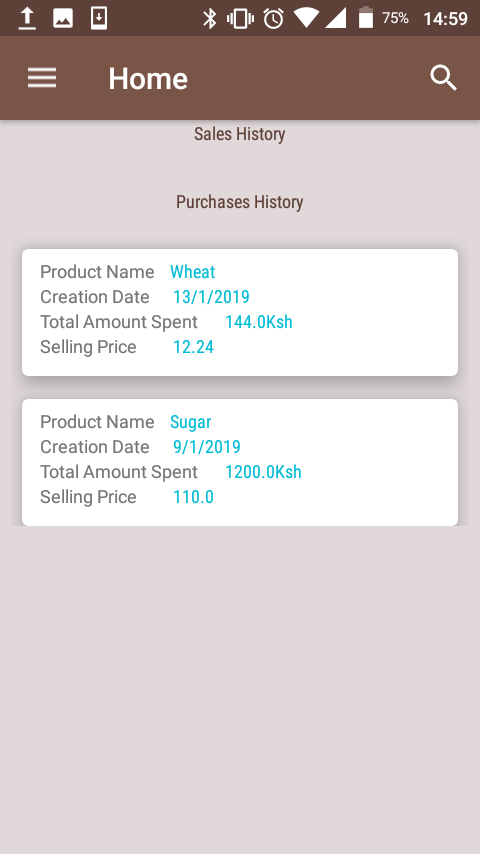 75% 14:59
Home
Sales History
Purchases History
Product Name Wheat
Creation Date 13/1/2019
Total Amount Spent 144.0Ksh
Selling Price 12.24
Product Name Sugar
Creation Date 9/1/2019
Total Amount Spent 1200.0Ksh
Selling Price 110.0